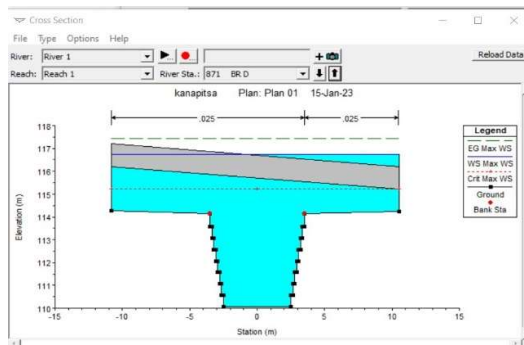 Cross Section
File Type Options Help
River: River 1
Reload Data
Reach: Reach 1 River Sta.: 871 BR D
kanapitsa Plan: Plan 01 15-Jan-23
.025 .025
118
117
116
115
114
113
112
111
110
Elevation (m)
-15 -10 -5 0 5 10 15
Station (m)
Legend
EG Max WS
WS Max WS
Crit Max WS
Ground
Bank Sta